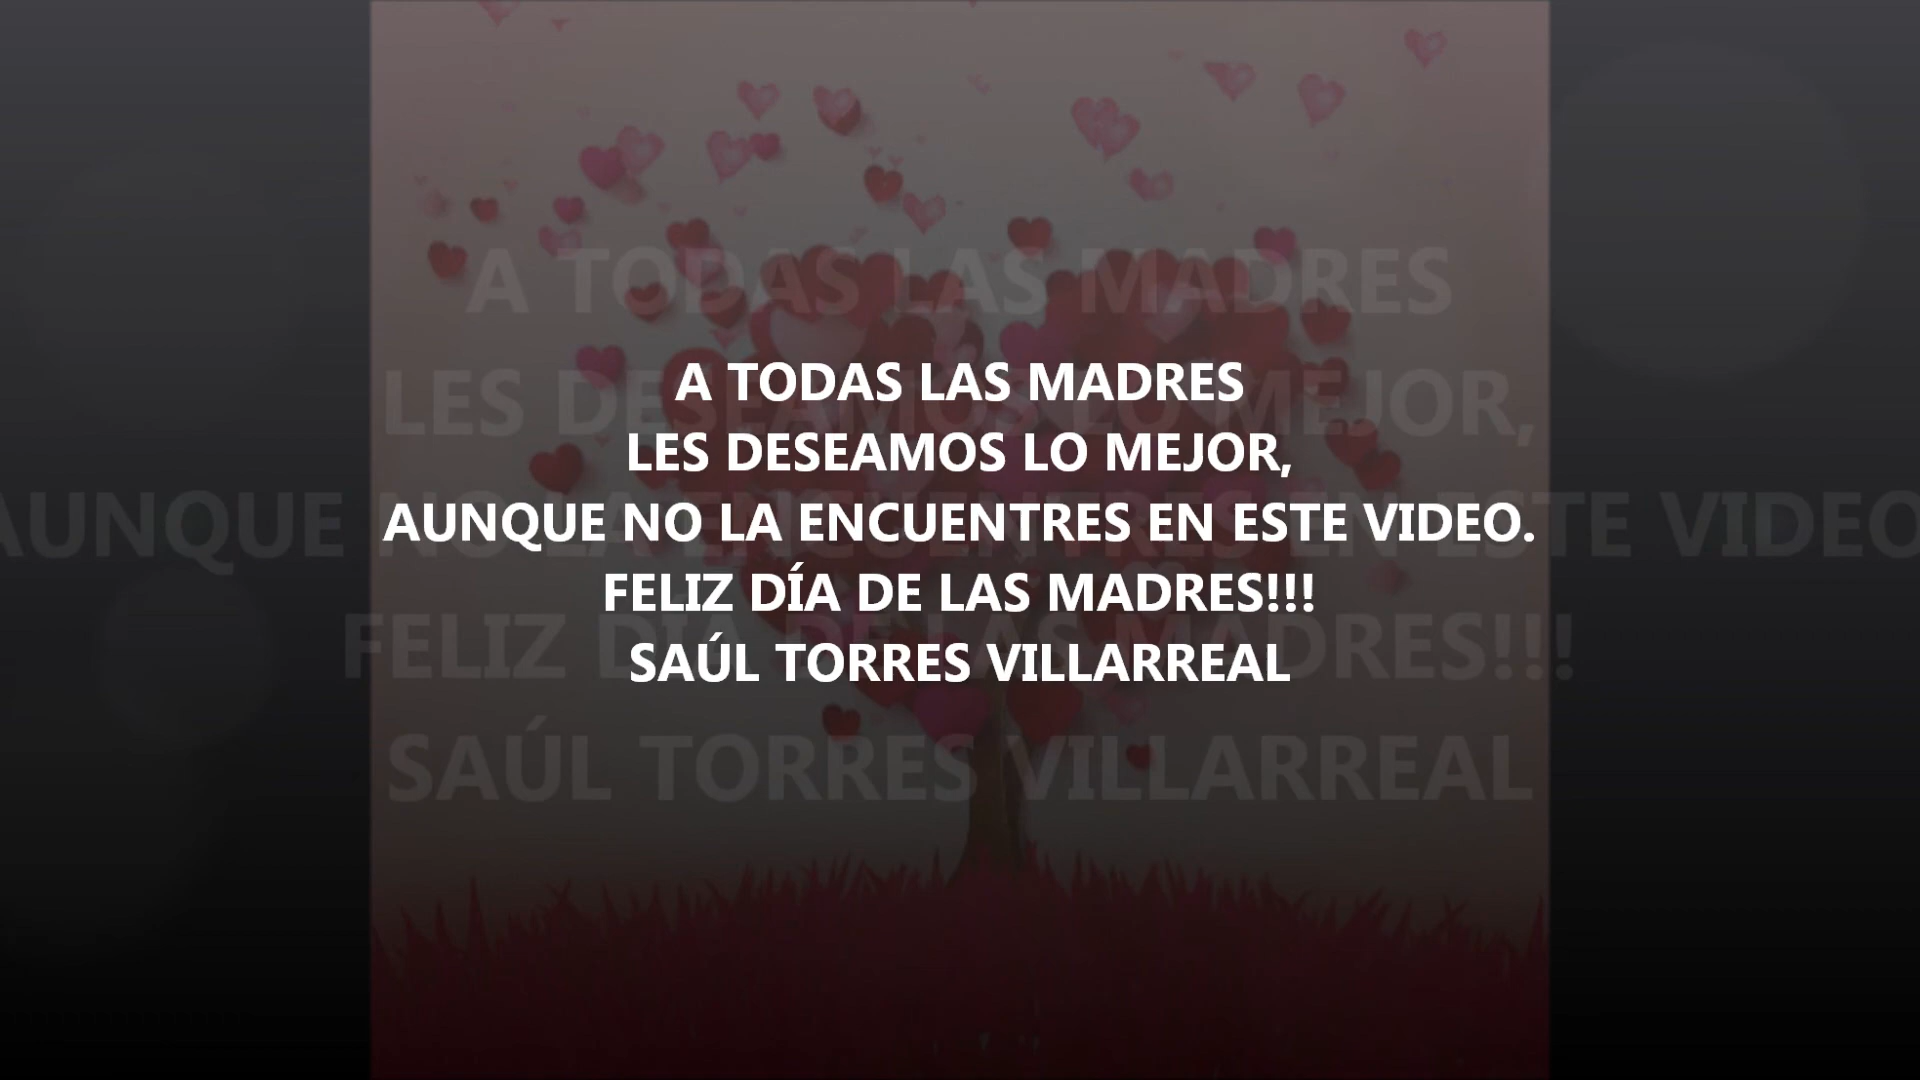 A TODAS LAS MADRES
LES DESEAMOS LO MEJOR,
AUNQUE NO LA ENCUENTRES EN ESTE VIDEO.
FELIZ DÍA DE LAS MADRES!!!
SAÚL TORRES VILLARREAL